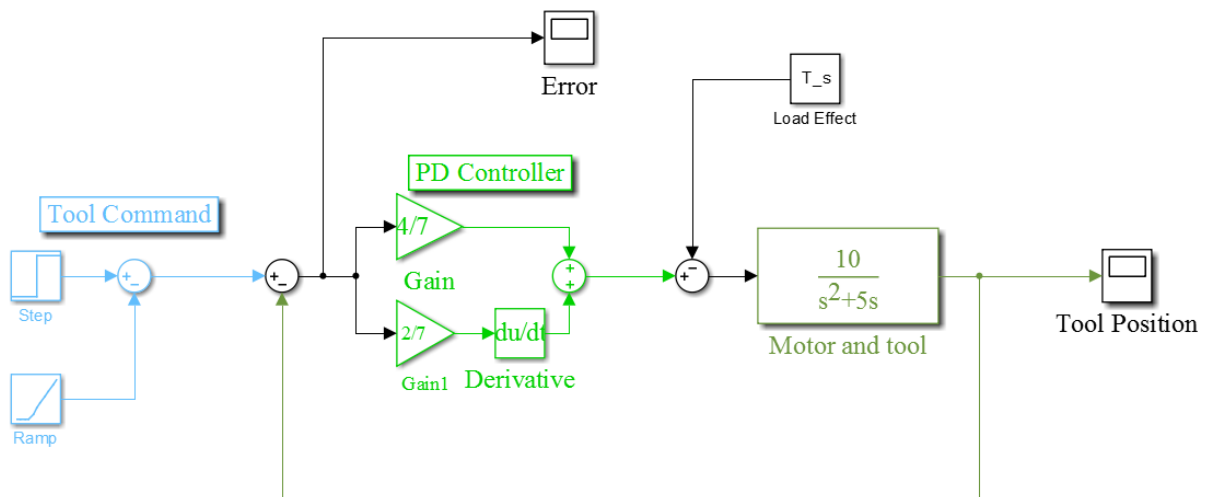 Error
T_s
Load Effect
PD Controller
Tool Command
4/7
10
s²+5s
Step
Gain
2/7
du/dt
Tool Position
Motor and tool
Gain1
Derivative
Ramp
+
−
+
−
+
+
+
−